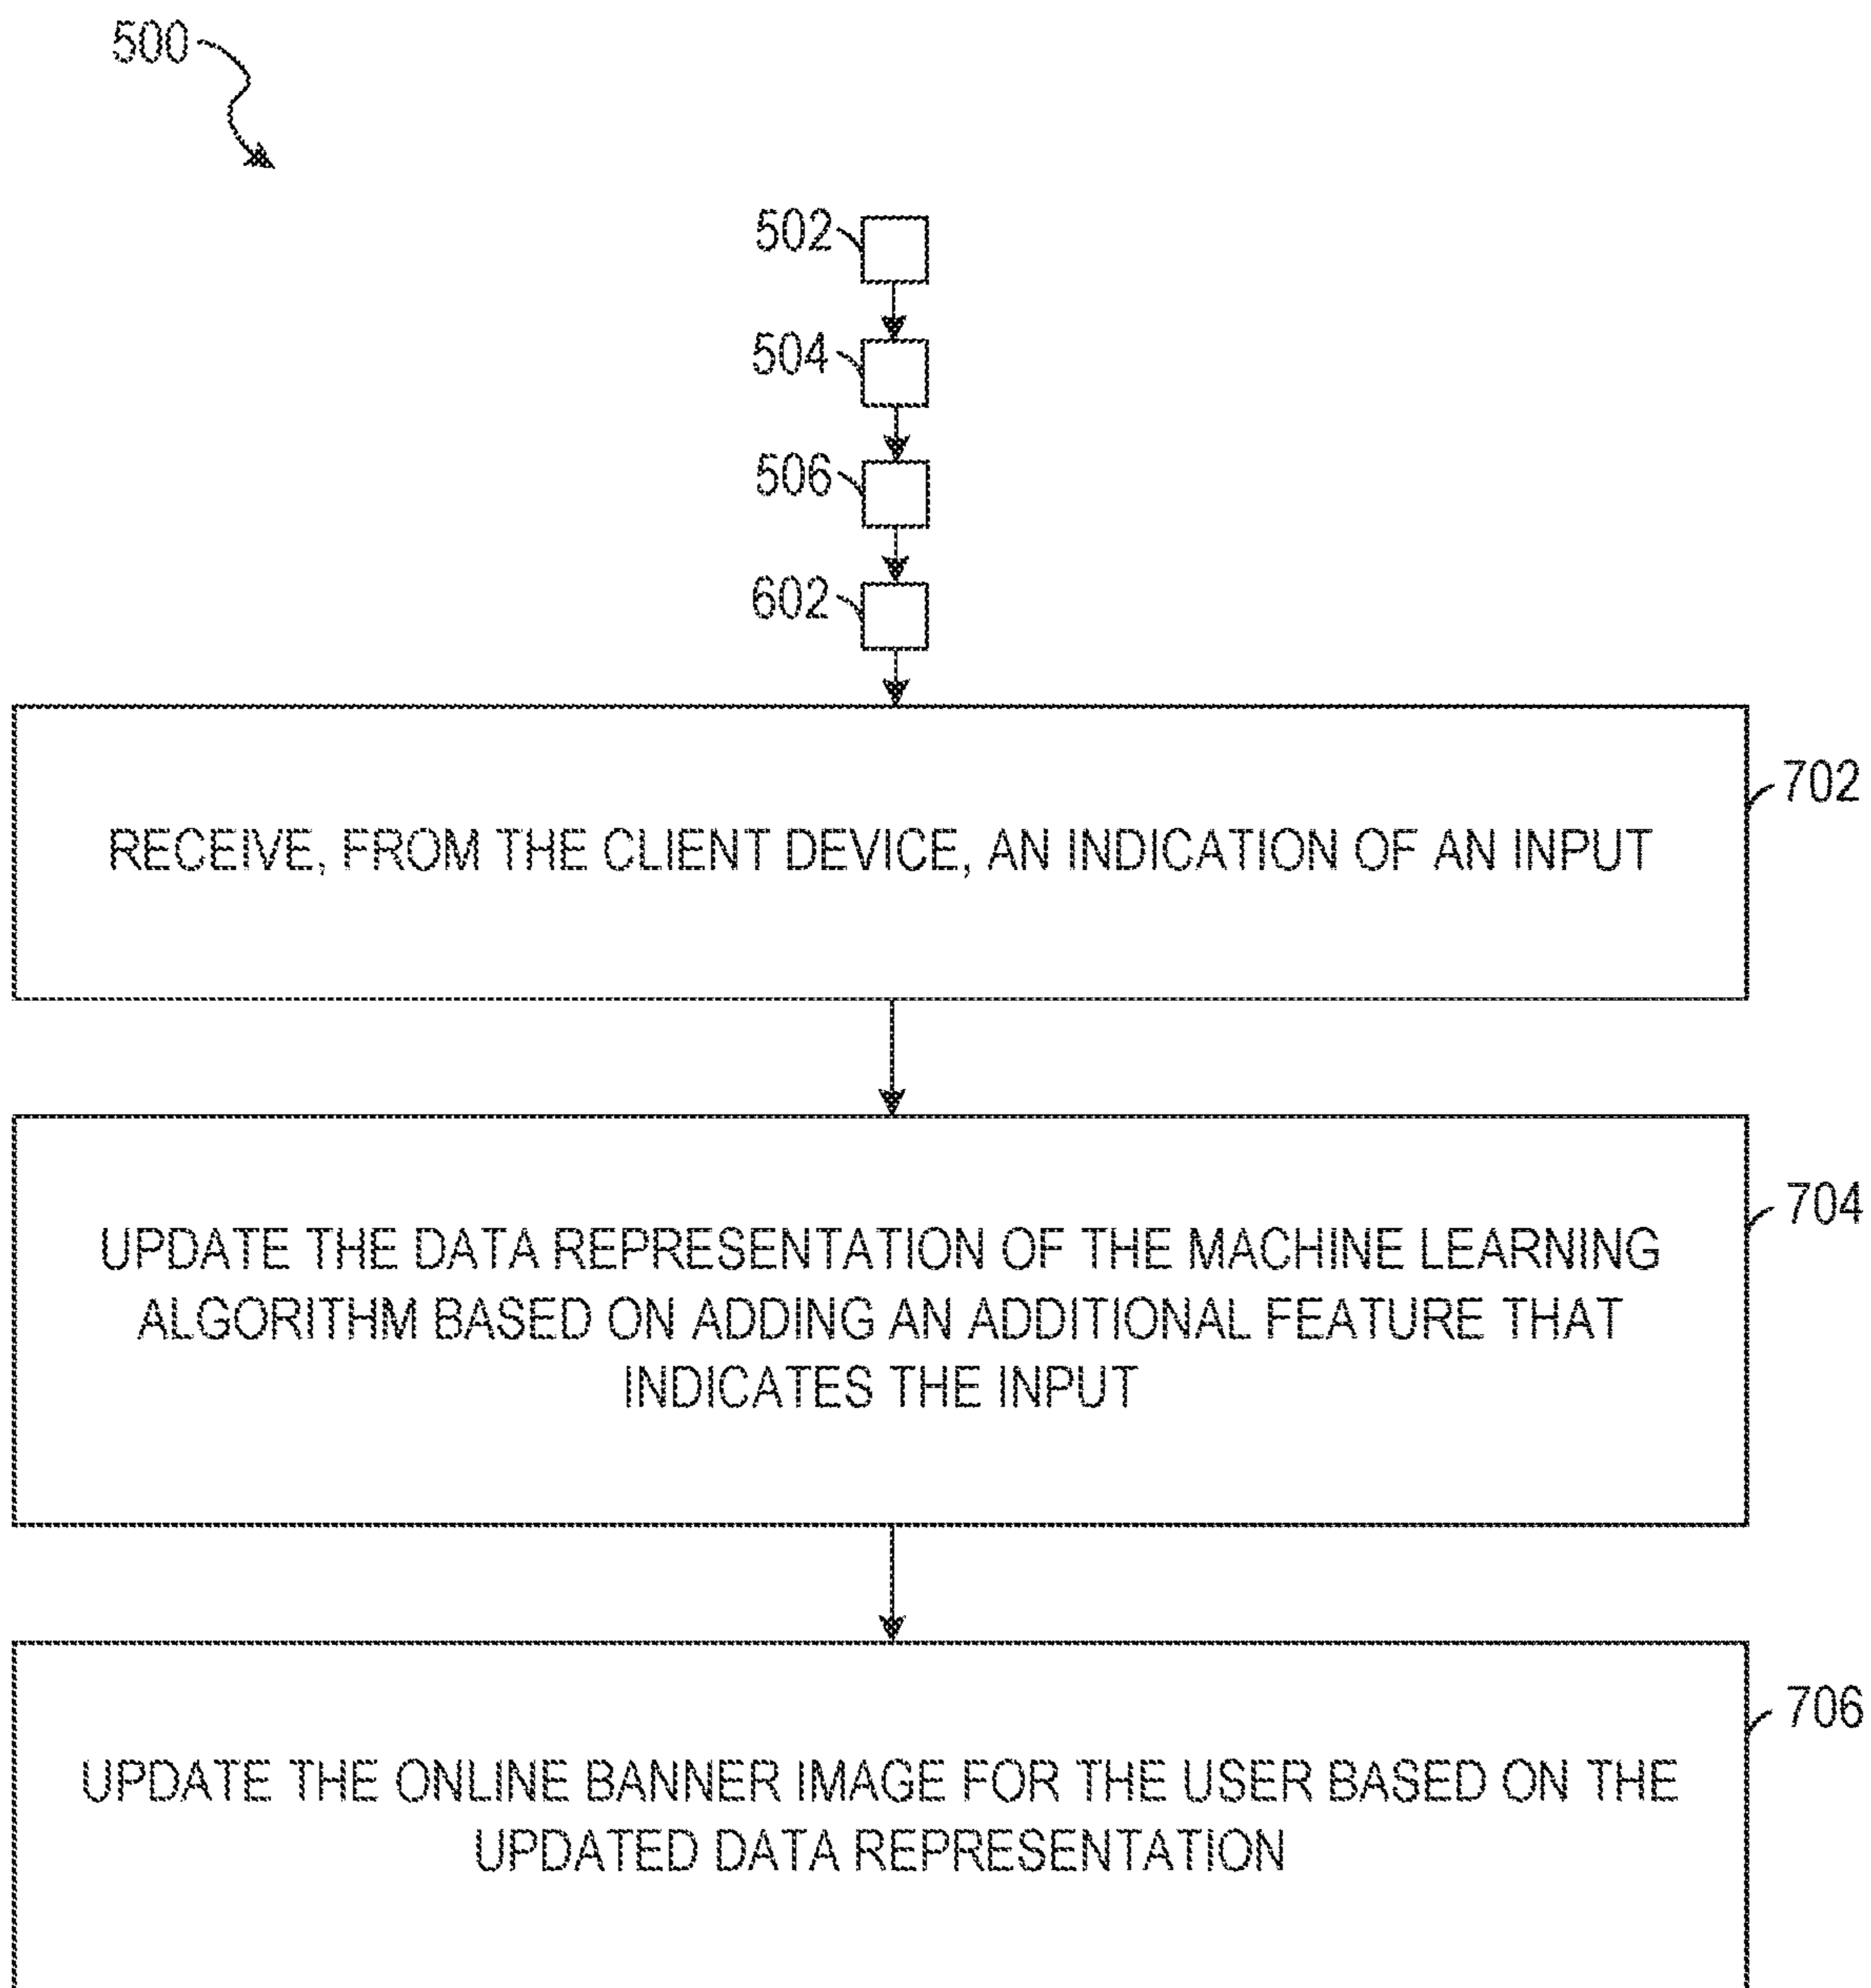 500
502
504
506
602
702
RECEIVE, FROM THE CLIENT DEVICE, AN INDICATION OF AN INPUT
704
UPDATE THE DATA REPRESENTATION OF THE MACHINE LEARNING
ALGORITHM BASED ON ADDING AN ADDITIONAL FEATURE THAT
INDICATES THE INPUT
706
UPDATE THE ONLINE BANNER IMAGE FOR THE USER BASED ON THE
UPDATED DATA REPRESENTATION